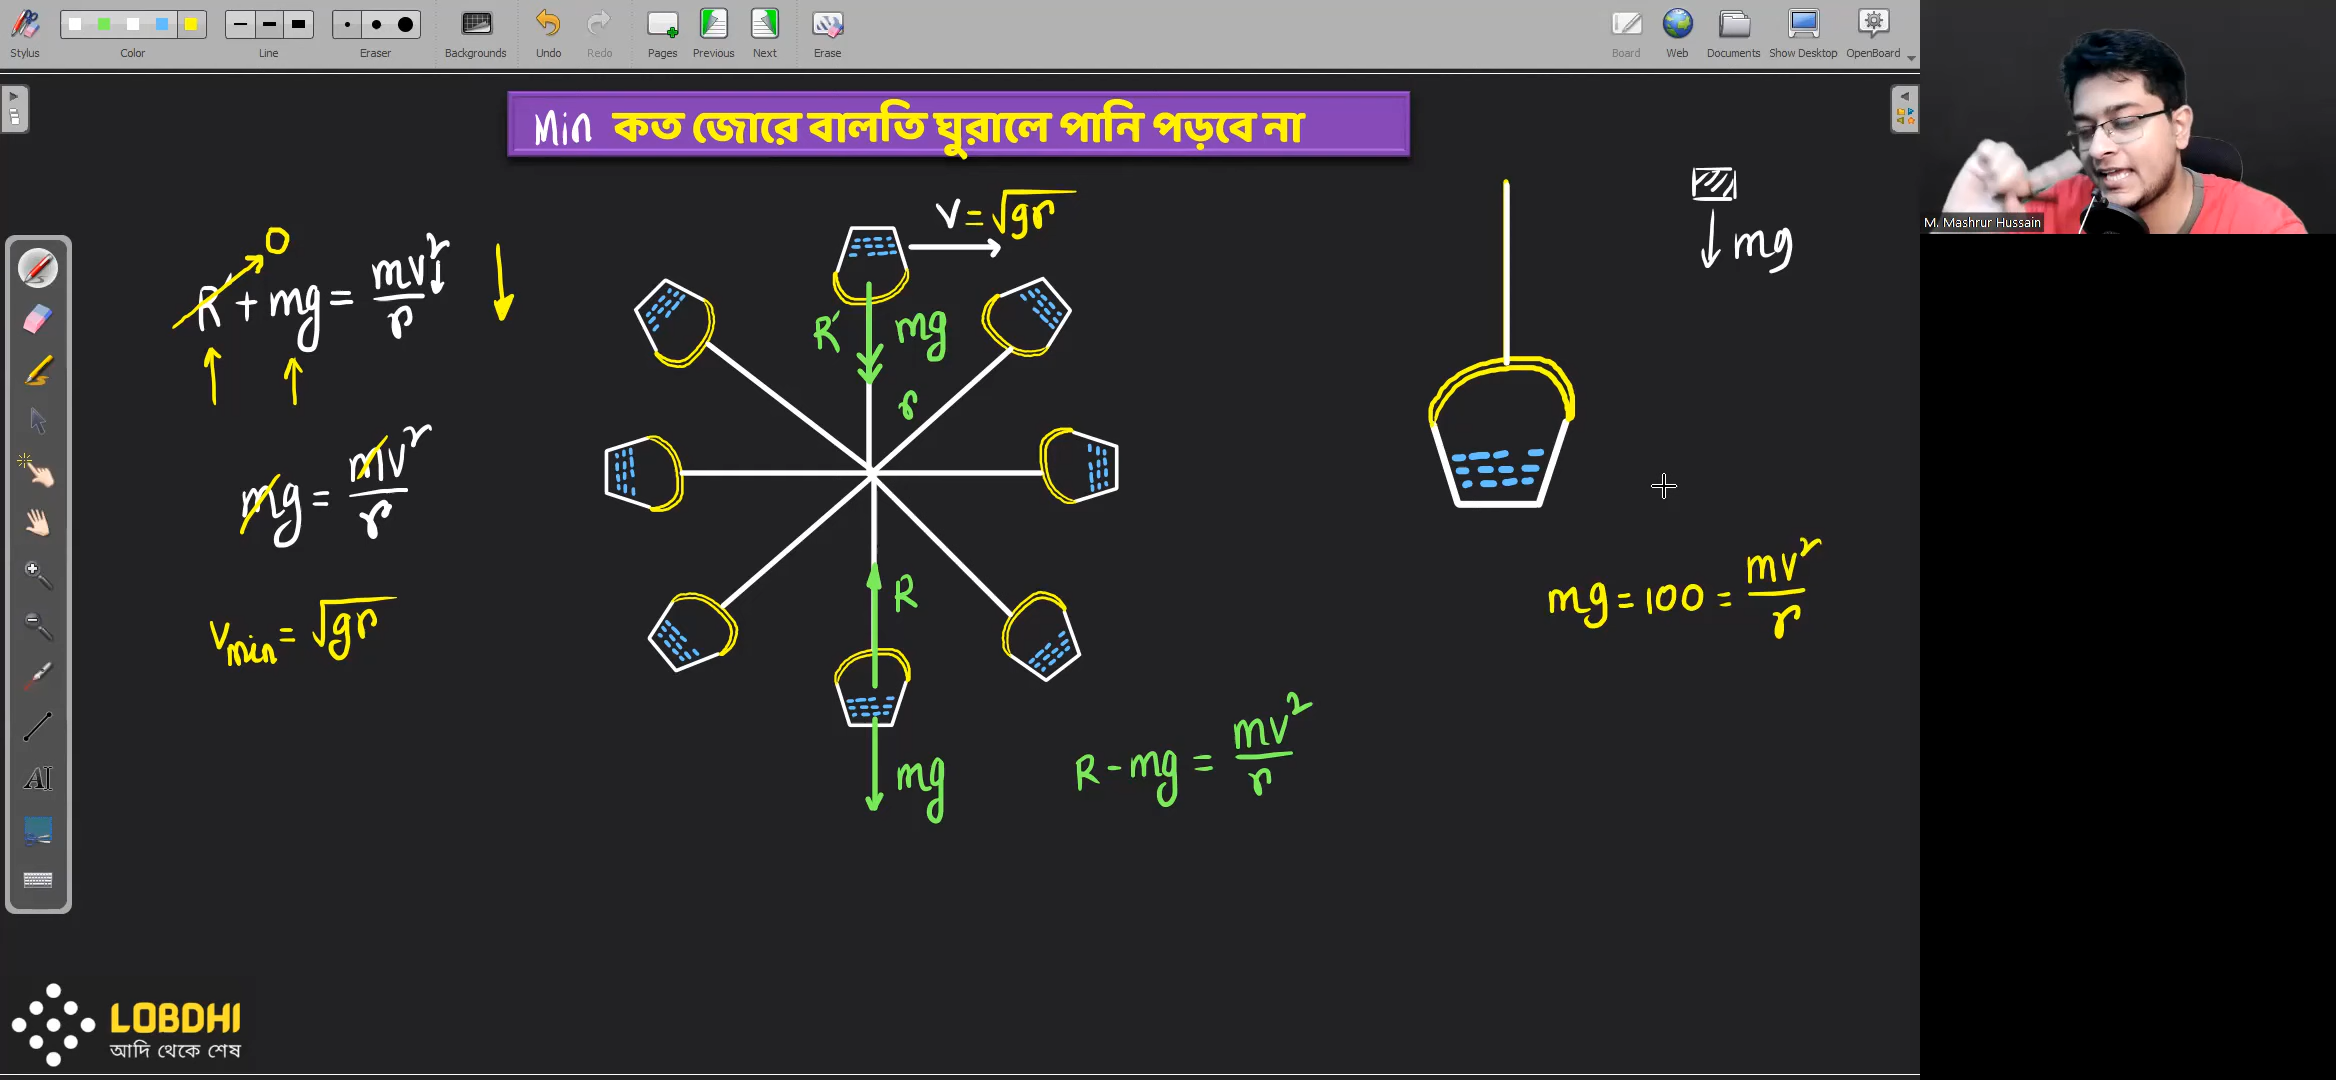 Stylus
Color
Line
Eraser
Backgrounds
Undo
Redo
Pages
Previous
Next
Erase
Board
Web
Documents
Show Desktop
OpenBoard
M. Mashrur Hussain
Min কত জোরে বালতি ঘুরালে পানি পড়বে না
v = √gr
mg
0
R + mg = mv²/r
R′
mg
r
mg = mv²/r
R
mg = 100 = mv²/r
v min = √gr
mg
R - mg = mv²/r
AI
LOBDHI
আদি থেকে শেষ